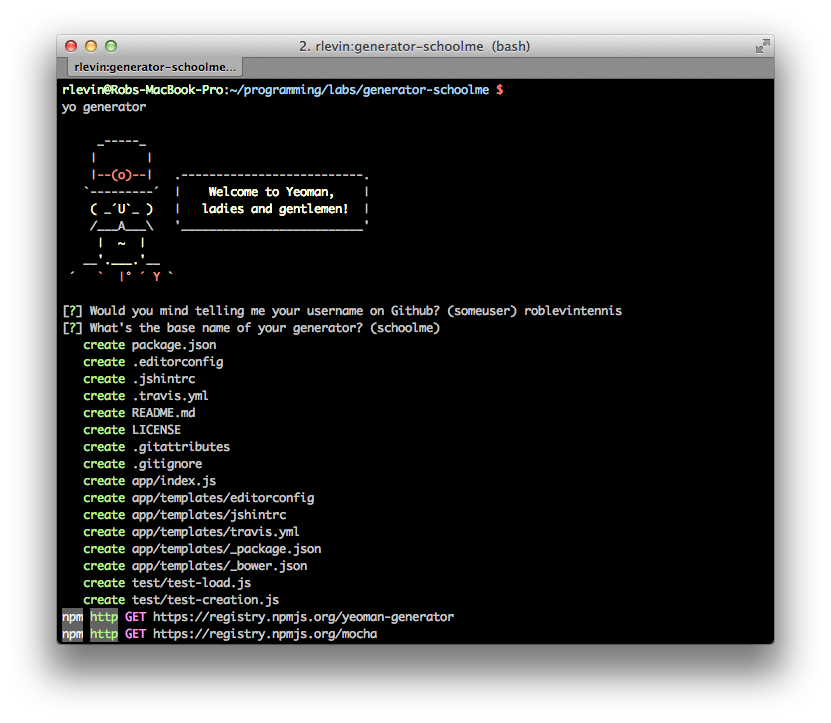 2. rlevin:generator-schoolme (bash)
rlevin:generator-schoolme...
rlevin@Robs-MacBook-Pro:~/programming/labs/generator-schoolme $
yo generator
     _-----_
    |       |
    |--(o)--|   .--------------------------.
   `---------´  |    Welcome to Yeoman,    |
    ( _´U`_ )   |   ladies and gentlemen!  |
    /___A___\   '__________________________'
     |  ~  |
   __'.___.'__
 ´   `  |° ´ Y `
[?] Would you mind telling me your username on Github? (someuser) roblevintennis
[?] What's the base name of your generator? (schoolme)
   create package.json
   create .editorconfig
   create .jshintrc
   create .travis.yml
   create README.md
   create LICENSE
   create .gitattributes
   create .gitignore
   create app/index.js
   create app/templates/editorconfig
   create app/templates/jshintrc
   create app/templates/travis.yml
   create app/templates/_package.json
   create app/templates/_bower.json
   create test/test-load.js
   create test/test-creation.js
npm http GET https://registry.npmjs.org/yeoman-generator
npm http GET https://registry.npmjs.org/mocha